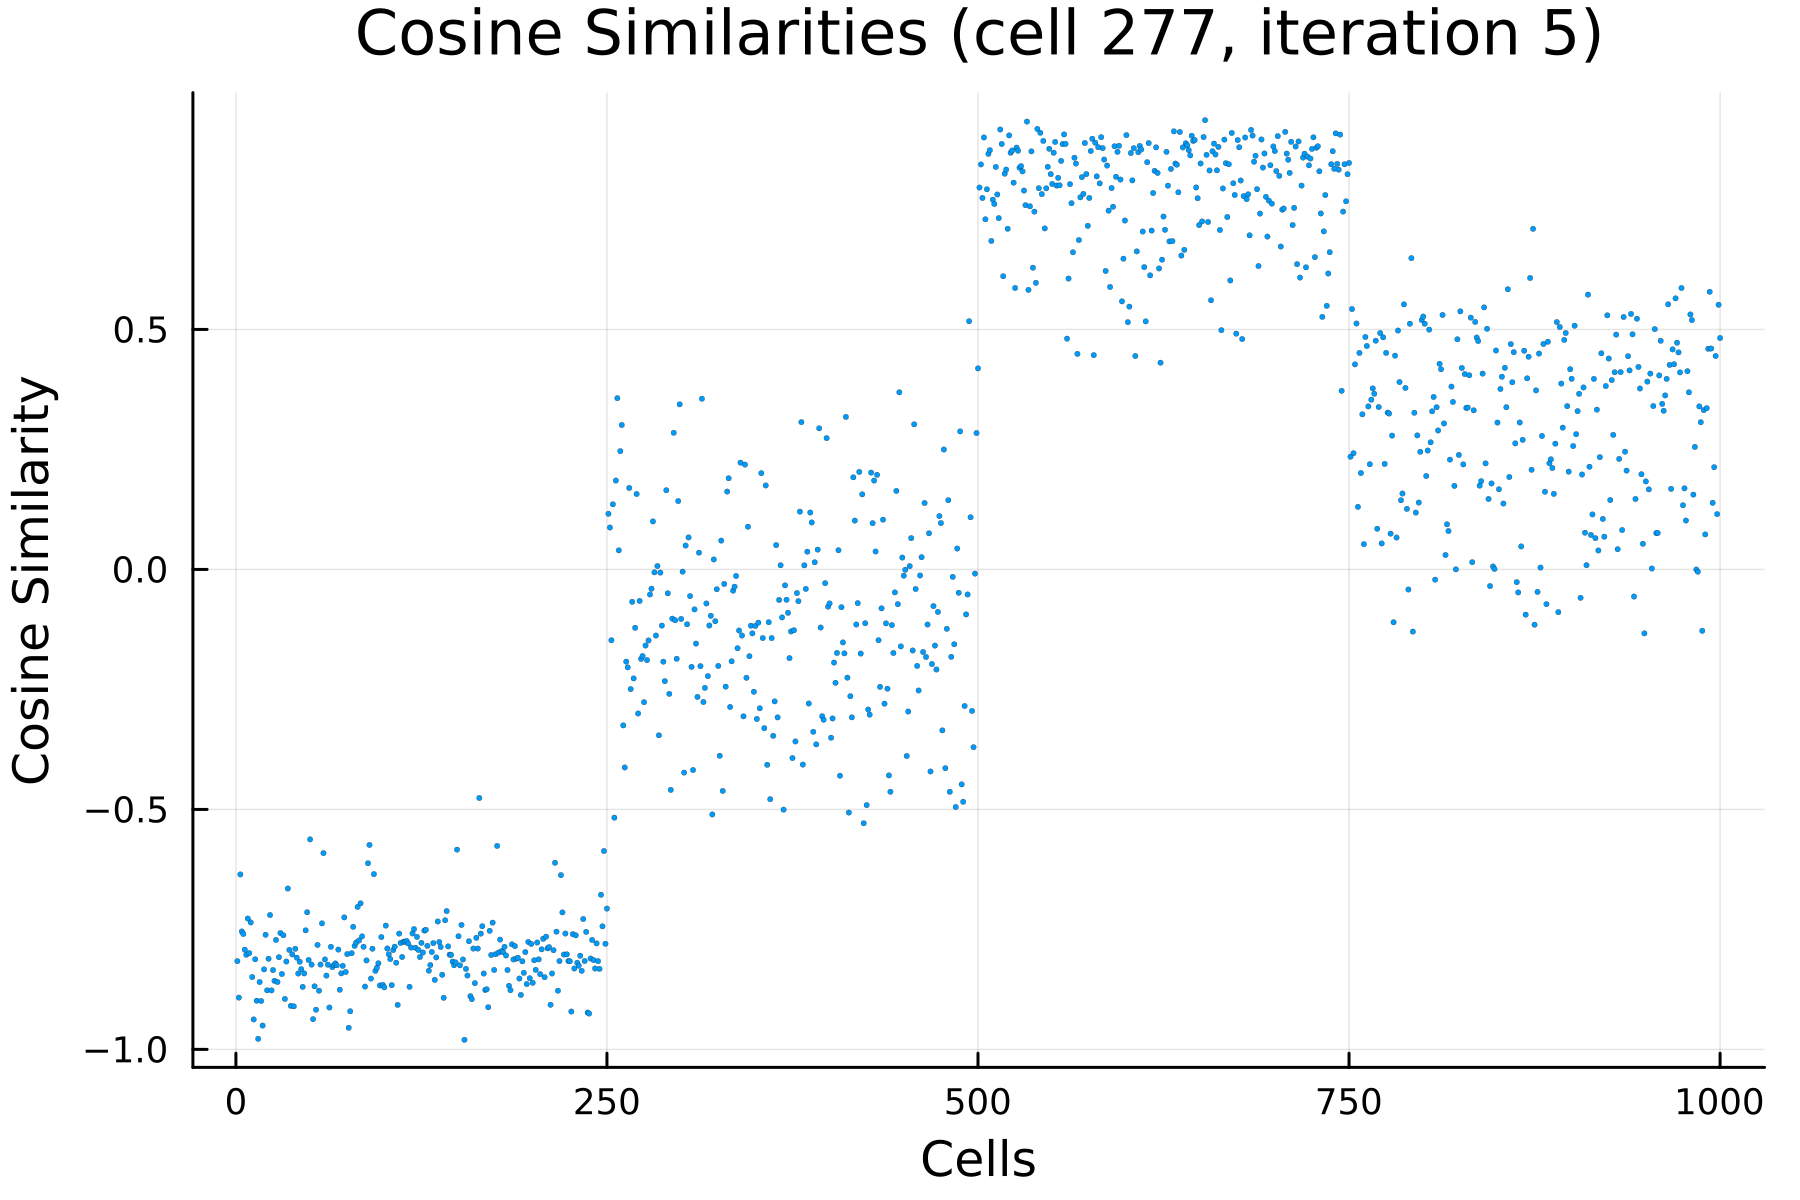 Cosine Similarities (cell 277, iteration 5)
Cosine Similarity
0.5
0.0
−0.5
−1.0
0 250 500 750 1000
Cells